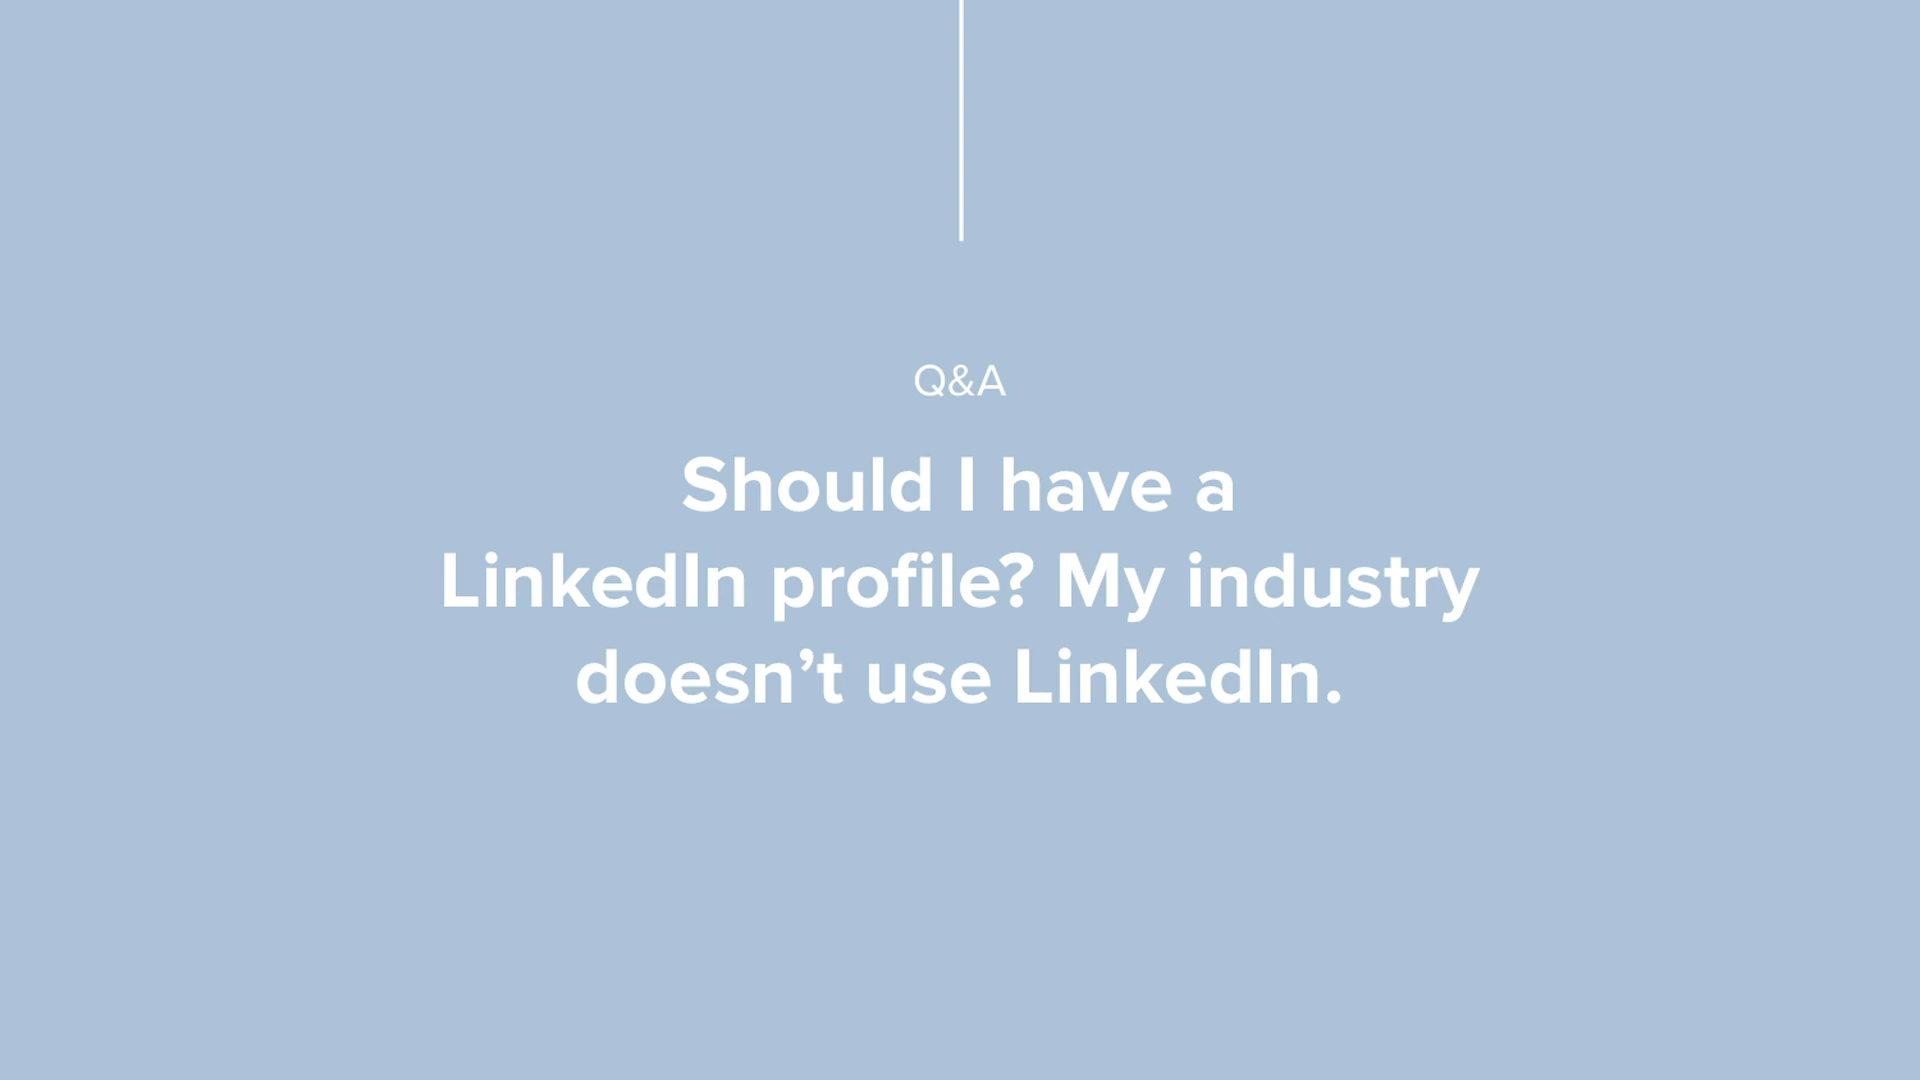 Q&A
Should I have a
LinkedIn profile? My industry
doesn’t use LinkedIn.